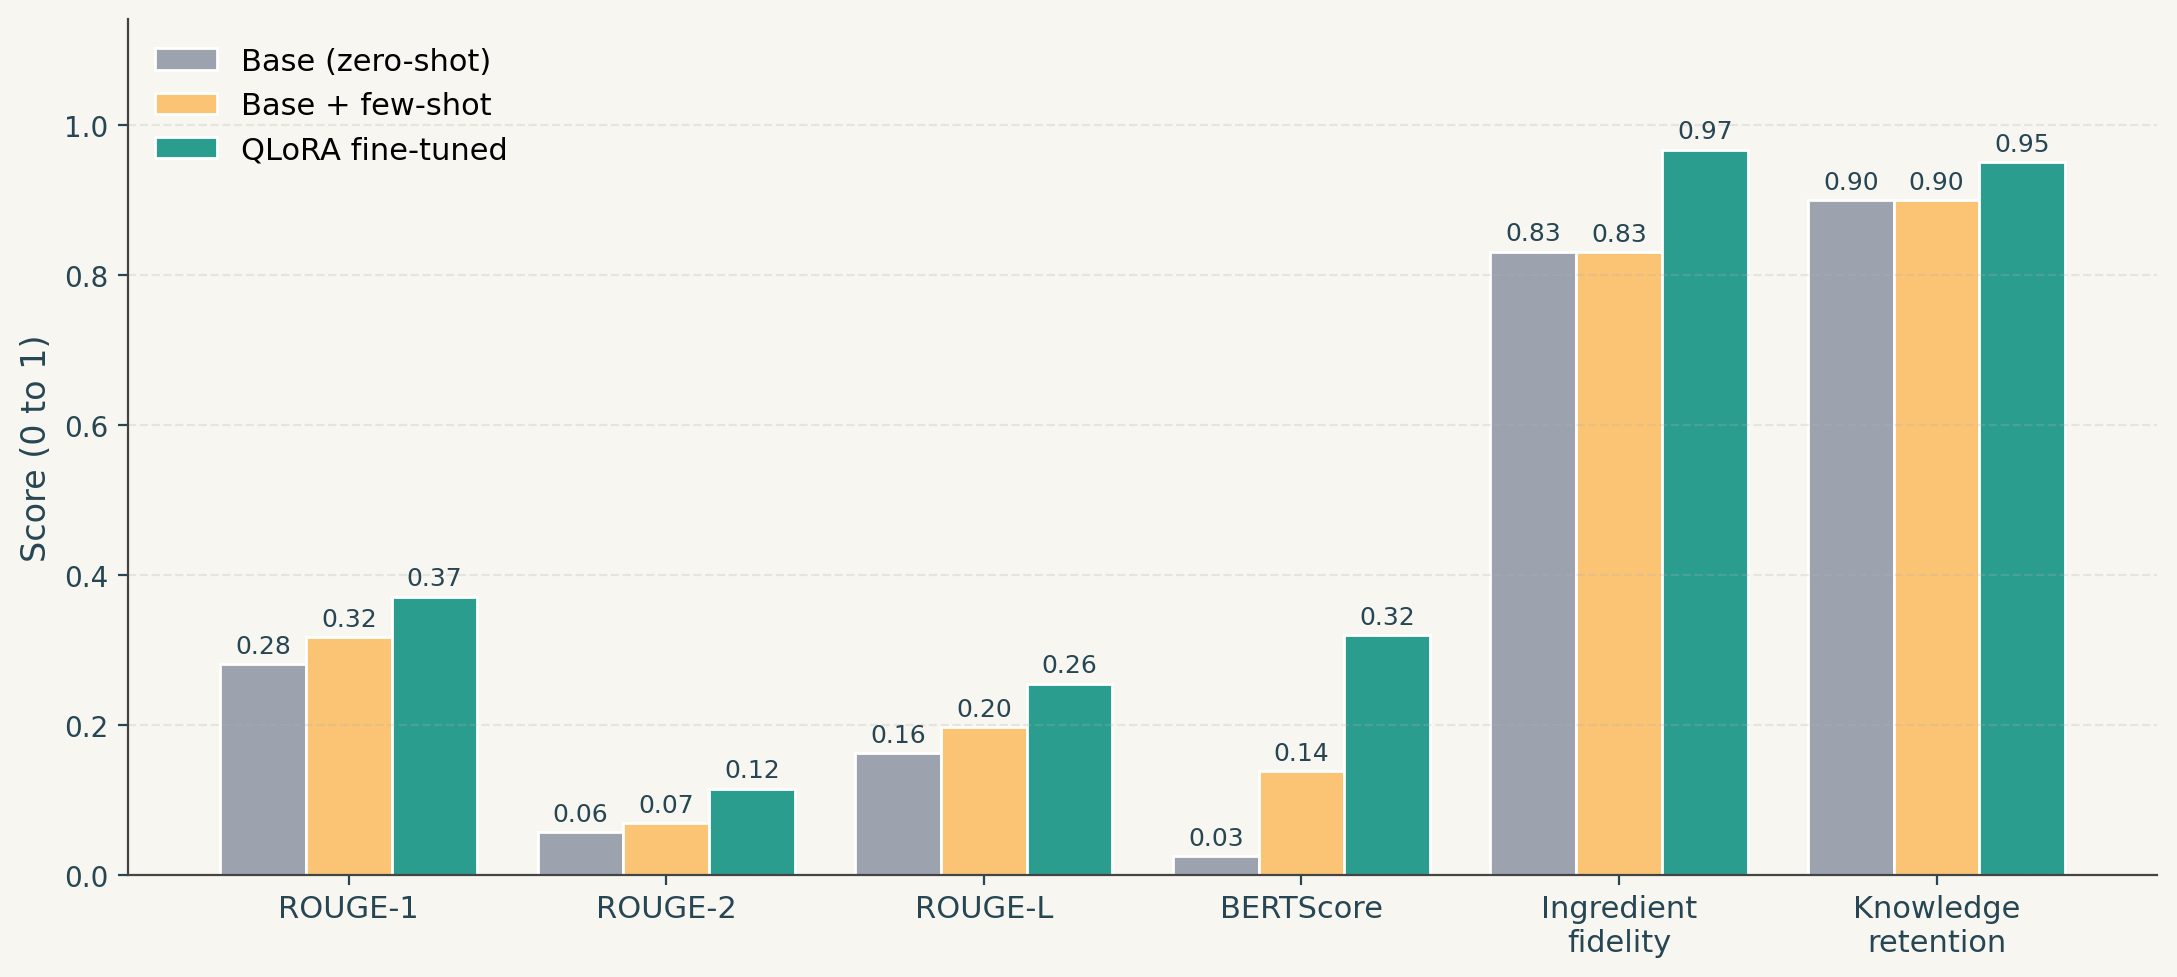 Base (zero-shot)
Base + few-shot
QLoRA fine-tuned
Score (0 to 1)
1.0
0.8
0.6
0.4
0.2
0.0
0.28
0.32
0.37
0.06
0.07
0.12
0.16
0.20
0.26
0.03
0.14
0.32
0.83
0.83
0.97
0.90
0.90
0.95
ROUGE-1
ROUGE-2
ROUGE-L
BERTScore
Ingredient
fidelity
Knowledge
retention